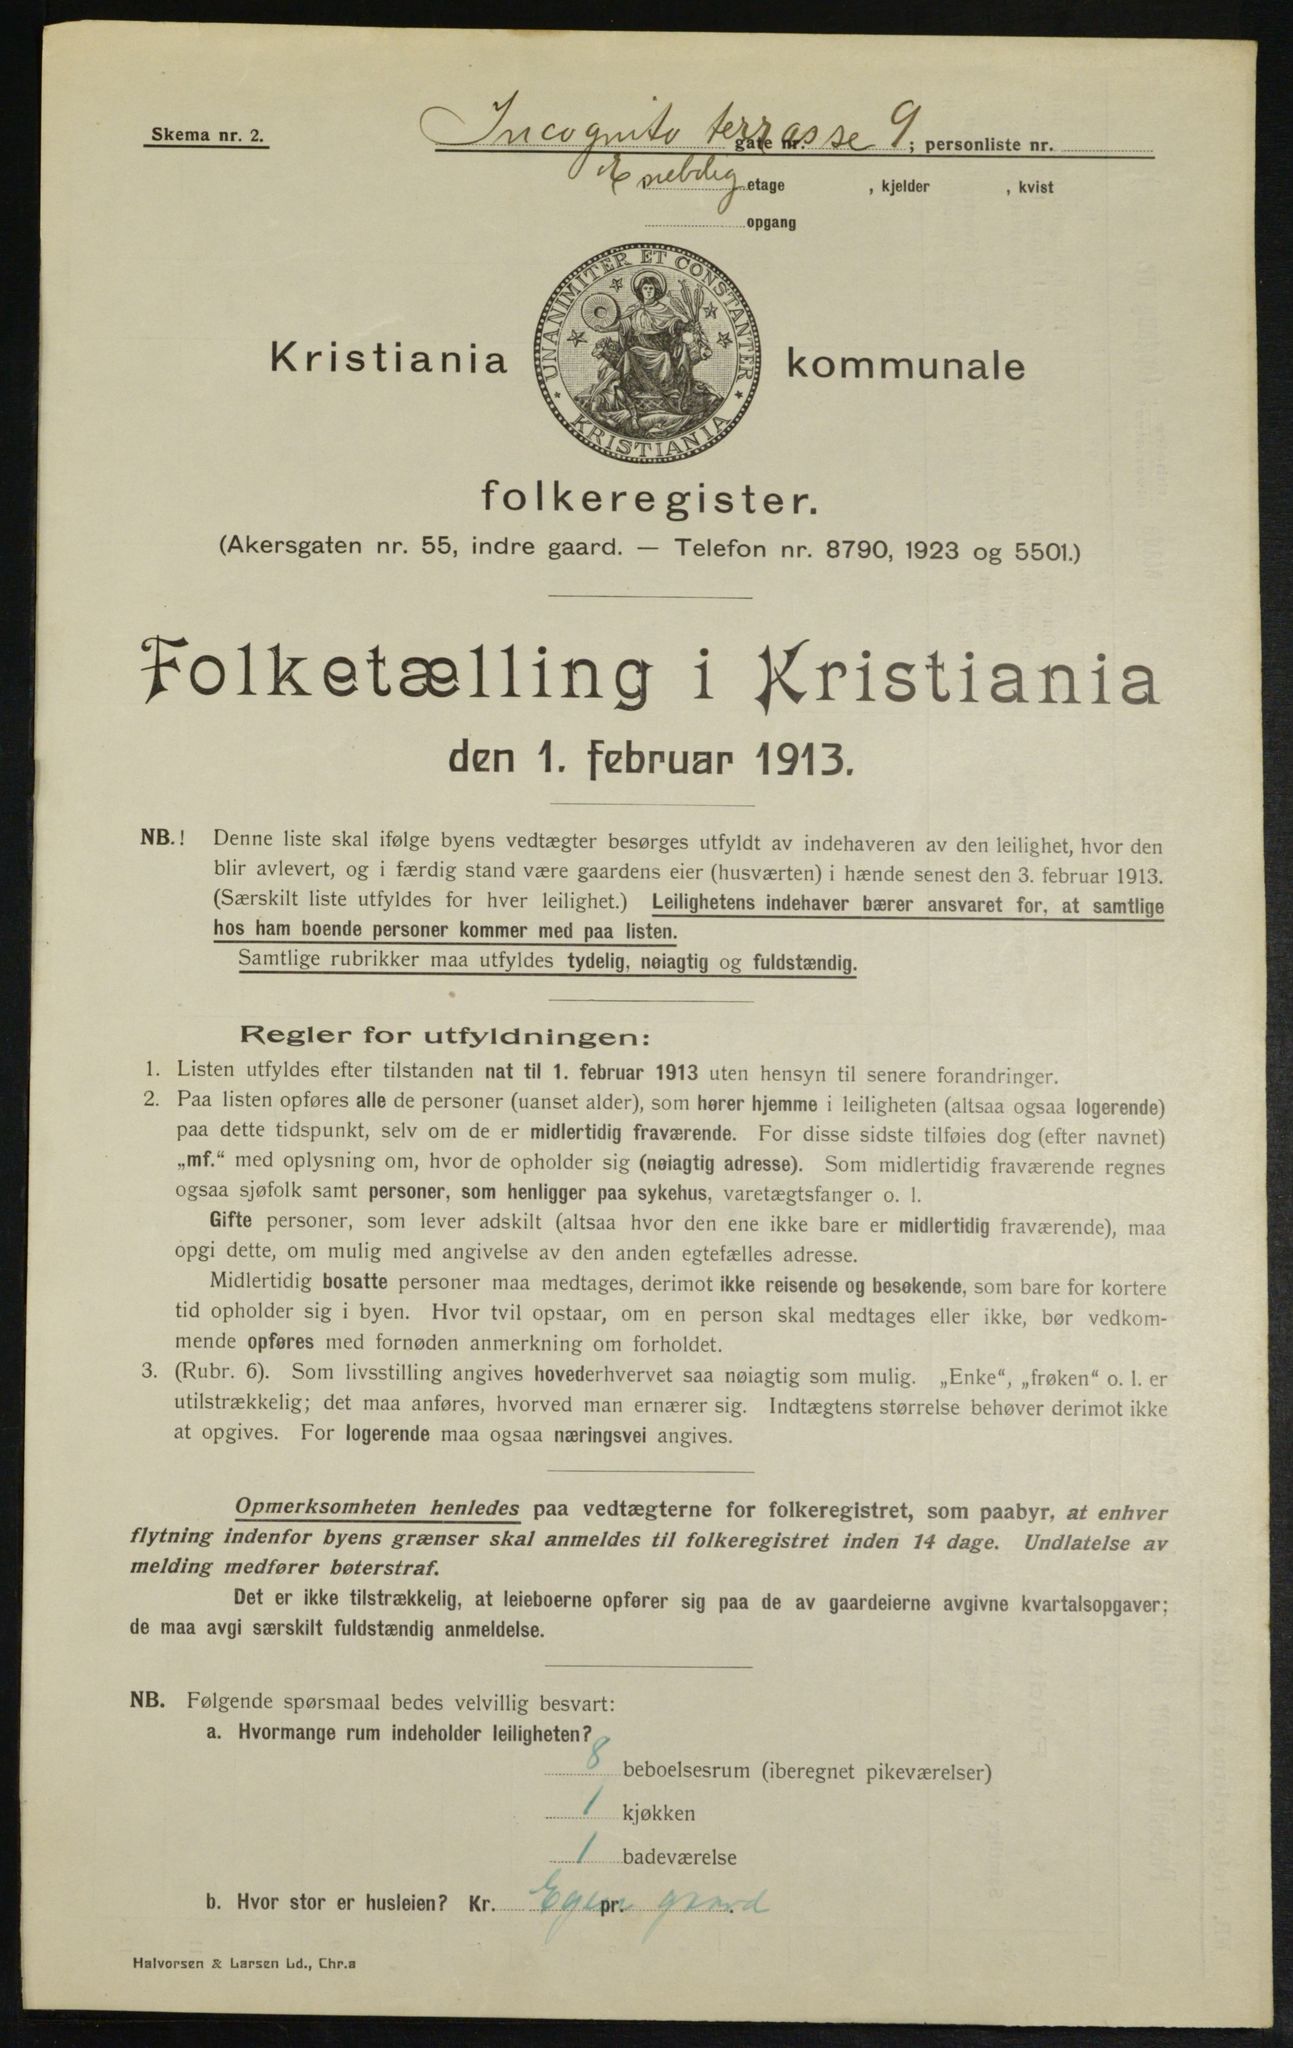 Skema nr. 2.
Incognito terrasse 9
gate nr. ; personliste nr.
Enebolig
etage , kjelder , kvist
opgang
UNANIMITER ET CONSTANTER
KRISTIANIA
Kristiania kommunale
folkeregister.
(Akersgaten nr. 55, indre gaard. — Telefon nr. 8790, 1923 og 5501.)
Folketælling i Kristiania
den 1. februar 1913.
NB.! Denne liste skal ifølge byens vedtægter besørges utfyldt av indehaveren av den leilighet, hvor den
blir avlevert, og i færdig stand være gaardens eier (husværten) i hænde senest den 3. februar 1913.
(Særskilt liste utfyldes for hver leilighet.) Leilighetens indehaver bærer ansvaret for, at samtlige
hos ham boende personer kommer med paa listen.
Samtlige rubrikker maa utfyldes tydelig, nøiagtig og fuldstændig.
Regler for utfyldningen:
1. Listen utfyldes efter tilstanden nat til 1. februar 1913 uten hensyn til senere forandringer.
2. Paa listen opføres alle de personer (uanset alder), som hører hjemme i leiligheten (altsaa ogsaa logerende)
paa dette tidspunkt, selv om de er midlertidig fraværende. For disse sidste tilføies dog (efter navnet)
„mf.“ med oplysning om, hvor de opholder sig (nøiagtig adresse). Som midlertidig fraværende regnes
ogsaa sjøfolk samt personer, som henligger paa sykehus, varetægtsfanger o. l.
Gifte personer, som lever adskilt (altsaa hvor den ene ikke bare er midlertidig fraværende), maa
opgi dette, om mulig med angivelse av den anden egtefælles adresse.
Midlertidig bosatte personer maa medtages, derimot ikke reisende og besøkende, som bare for kortere
tid opholder sig i byen. Hvor tvil opstaar, om en person skal medtages eller ikke, bør vedkom-
mende opføres med fornøden anmerkning om forholdet.
3. (Rubr. 6). Som livsstilling angives hovederhvervet saa nøiagtig som mulig. „Enke“, „frøken“ o. l. er
utilstrækkelig; det maa anføres, hvorved man ernærer sig. Indtægtens størrelse behøver derimot ikke
at opgives. For logerende maa ogsaa næringsvei angives.
Opmerksomheten henledes paa vedtægterne for folkeregistret, som paabyr, at enhver
flytning indenfor byens grænser skal anmeldes til folkeregistret inden 14 dage. Undlatelse av
melding medfører bøterstraf.
Det er ikke tilstrækkelig, at leieboerne opfører sig paa de av gaardeierne avgivne kvartalsopgaver;
de maa avgi særskilt fuldstændig anmeldelse.
NB. Følgende spørsmaal bedes velvillig besvart:
a. Hvormange rum indeholder leiligheten?
8 beboelsesrum (iberegnet pikeværelser)
1 kjøkken
1 badeværelse
b. Hvor stor er husleien? Kr. Egen pr. gaard .
Halvorsen & Larsen Ld., Chr.a